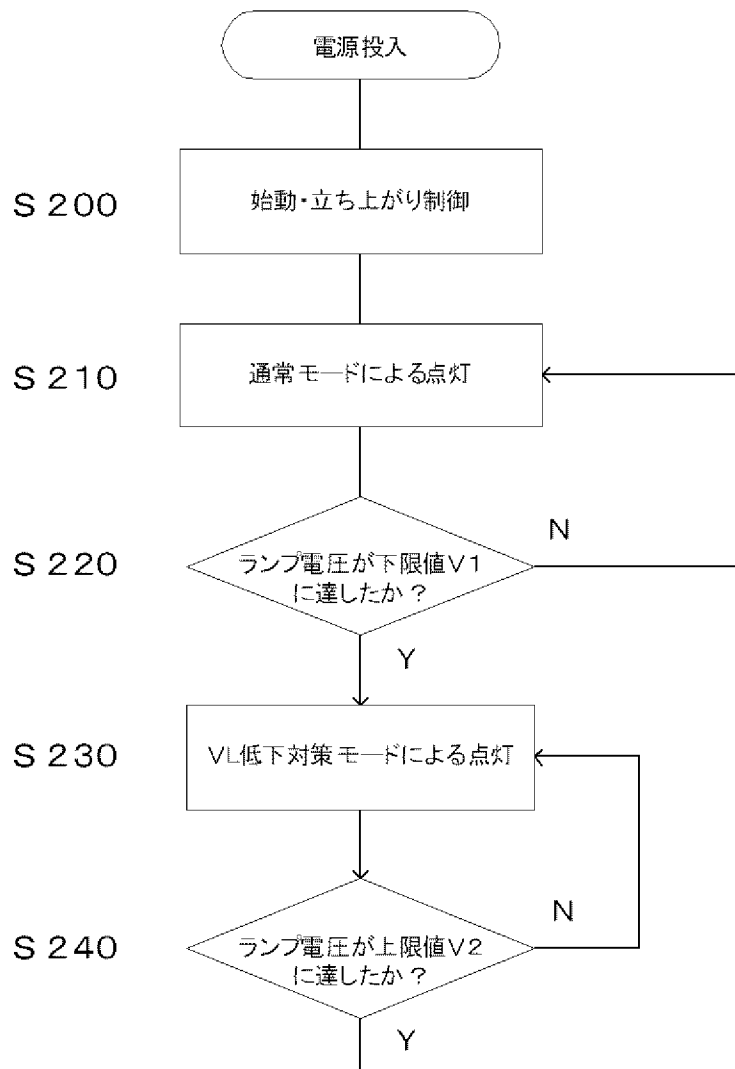 電源投入
S200
始動・立ち上がり制御
S210
通常モードによる点灯
S220
ランプ電圧が下限値V1
に達したか?
N
Y
S230
VL低下対策モードによる点灯
S240
ランプ電圧が上限値V2
に達したか?
N
Y